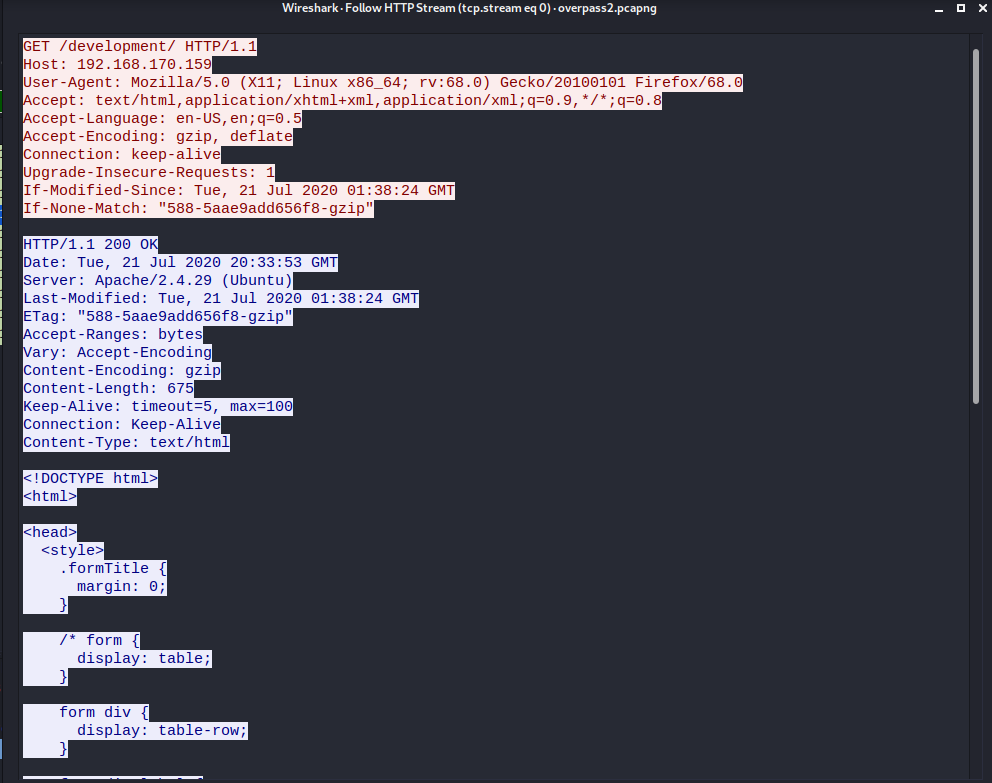 Wireshark · Follow HTTP Stream (tcp.stream eq 0) · overpass2.pcapng
GET /development/ HTTP/1.1
Host: 192.168.170.159
User-Agent: Mozilla/5.0 (X11; Linux x86_64; rv:68.0) Gecko/20100101 Firefox/68.0
Accept: text/html,application/xhtml+xml,application/xml;q=0.9,*/*;q=0.8
Accept-Language: en-US,en;q=0.5
Accept-Encoding: gzip, deflate
Connection: keep-alive
Upgrade-Insecure-Requests: 1
If-Modified-Since: Tue, 21 Jul 2020 01:38:24 GMT
If-None-Match: "588-5aae9add656f8-gzip"
HTTP/1.1 200 OK
Date: Tue, 21 Jul 2020 20:33:53 GMT
Server: Apache/2.4.29 (Ubuntu)
Last-Modified: Tue, 21 Jul 2020 01:38:24 GMT
ETag: "588-5aae9add656f8-gzip"
Accept-Ranges: bytes
Vary: Accept-Encoding
Content-Encoding: gzip
Content-Length: 675
Keep-Alive: timeout=5, max=100
Connection: Keep-Alive
Content-Type: text/html
<!DOCTYPE html>
<html>
<head>
  <style>
    .formTitle {
      margin: 0;
    }
    /* form {
      display: table;
    }
    form div {
      display: table-row;
    }